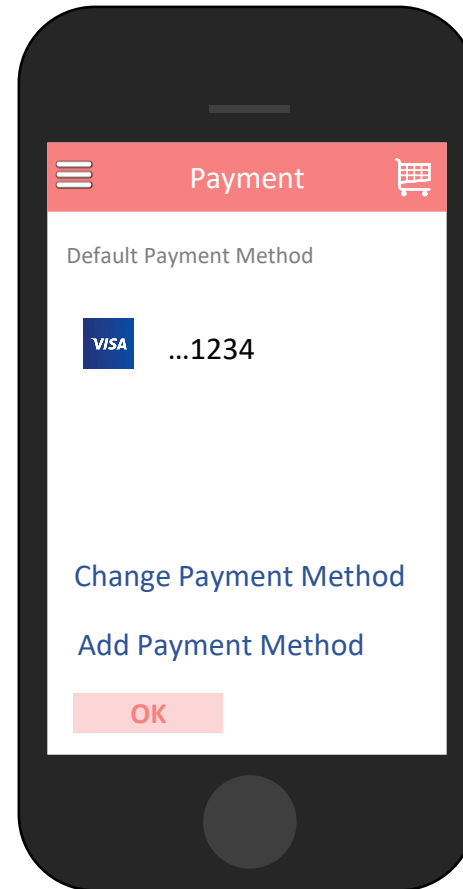 Payment
Default Payment Method
VISA
...1234
Change Payment Method
Add Payment Method
OK